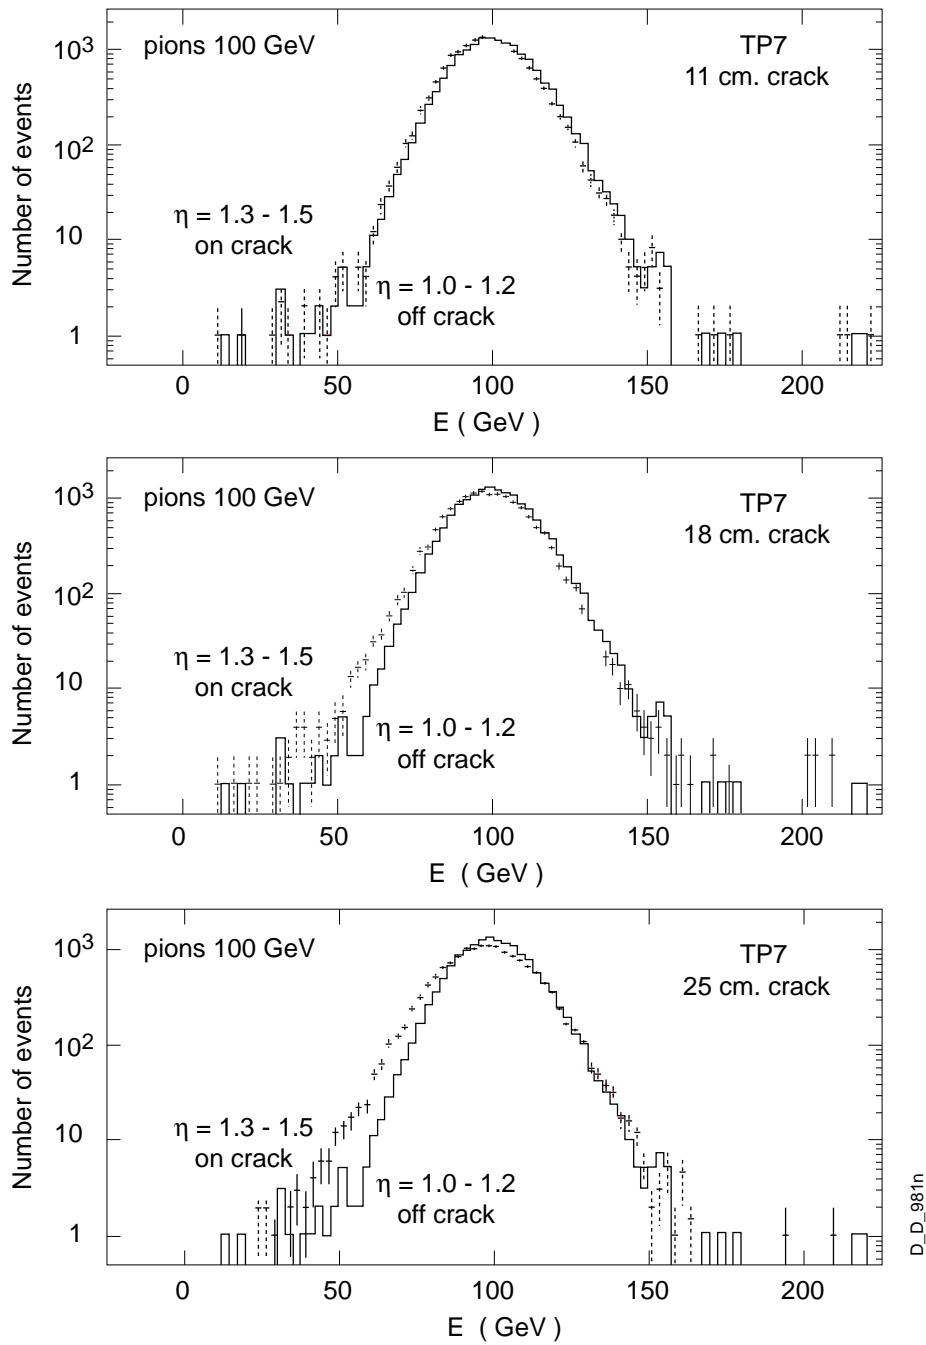 pions 100 GeV
TP7
11 cm. crack
Number of events
10³
10²
10
1
η = 1.3 - 1.5
on crack
η = 1.0 - 1.2
off crack
0 50 100 150 200
E ( GeV )
pions 100 GeV
TP7
18 cm. crack
Number of events
10³
10²
10
1
η = 1.3 - 1.5
on crack
η = 1.0 - 1.2
off crack
0 50 100 150 200
E ( GeV )
pions 100 GeV
TP7
25 cm. crack
Number of events
10³
10²
10
1
η = 1.3 - 1.5
on crack
η = 1.0 - 1.2
off crack
0 50 100 150 200
E ( GeV )
D_D_981n